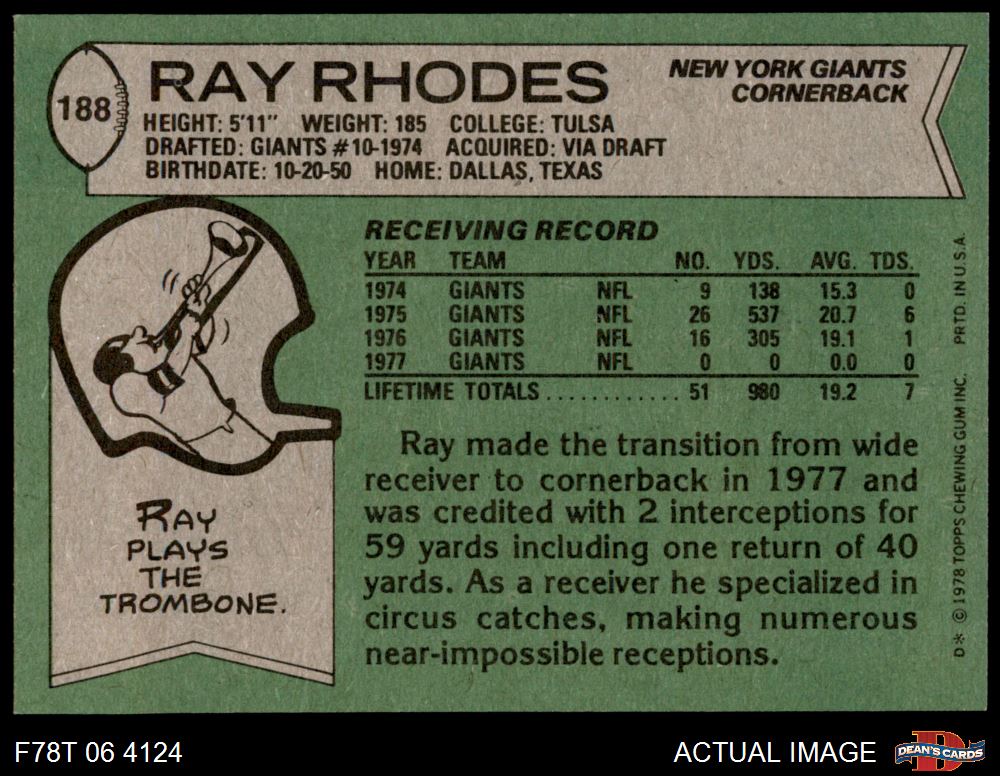 188
RAY RHODES
NEW YORK GIANTS
CORNERBACK
HEIGHT: 5'11" WEIGHT: 185 COLLEGE: TULSA
DRAFTED: GIANTS #10-1974 ACQUIRED: VIA DRAFT
BIRTHDATE: 10-20-50 HOME: DALLAS, TEXAS
RECEIVING RECORD
YEAR TEAM NO. YDS. AVG. TDS.
1974 GIANTS NFL 9 138 15.3 0
1975 GIANTS NFL 26 537 20.7 6
1976 GIANTS NFL 16 305 19.1 1
1977 GIANTS NFL 0 0 0.0 0
LIFETIME TOTALS ............ 51 980 19.2 7
Ray made the transition from wide
receiver to cornerback in 1977 and
was credited with 2 interceptions for
59 yards including one return of 40
yards. As a receiver he specialized in
circus catches, making numerous
near-impossible receptions.
RAY
PLAYS
THE
TROMBONE.
D* © 1978 TOPPS CHEWING GUM INC. PRTD. IN U.S.A.
F78T 06 4124
ACTUAL IMAGE
D
DEAN'S CARDS